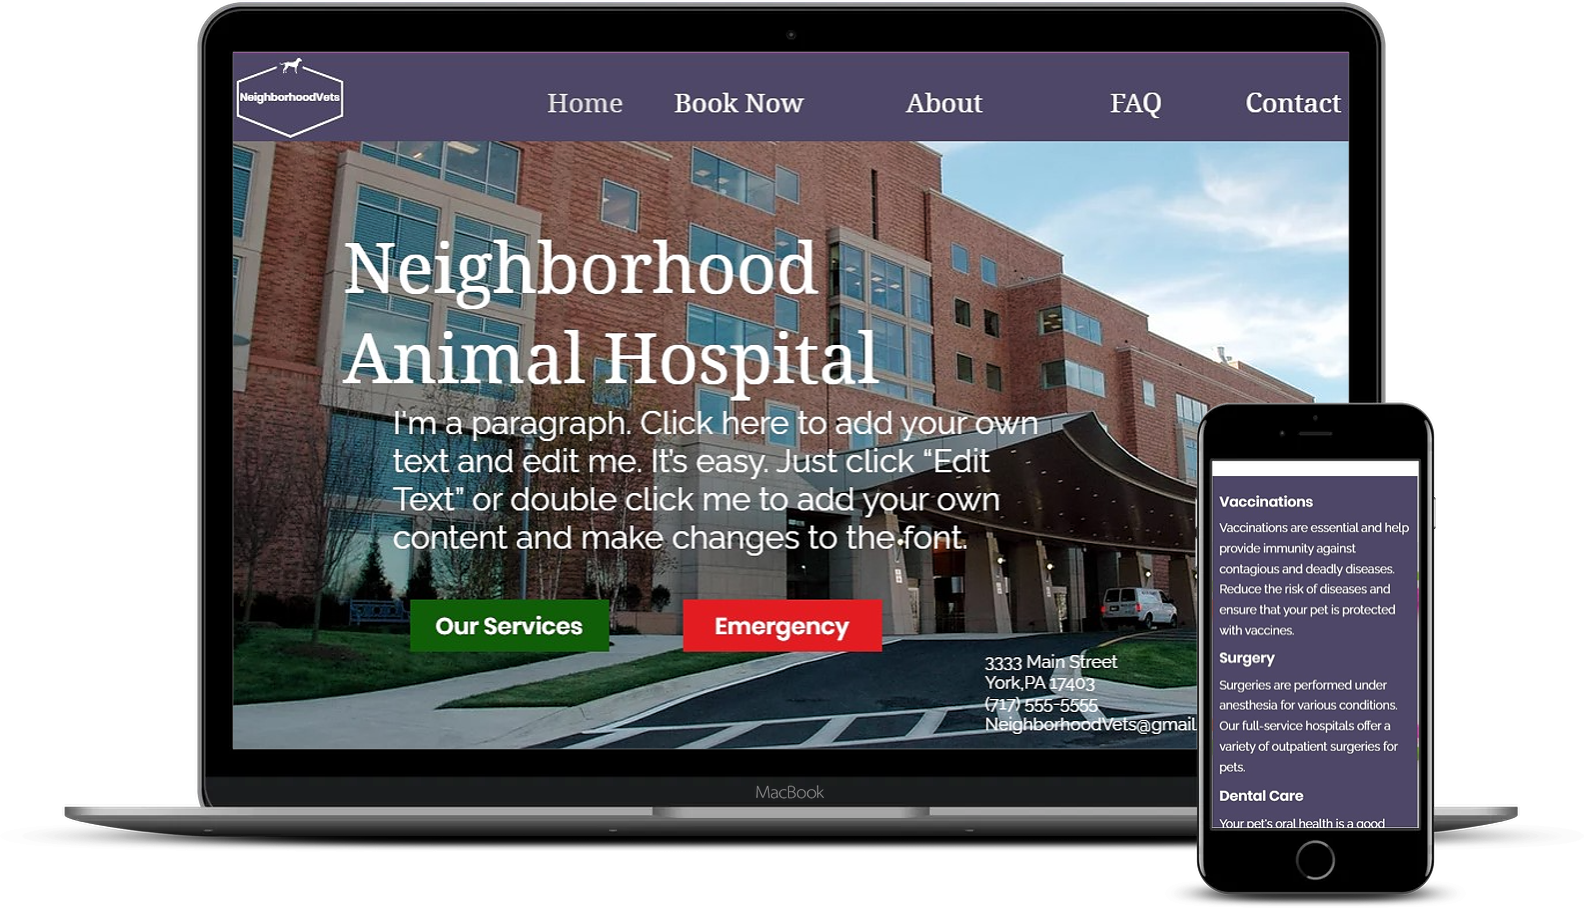 NeighborhoodVets
Home Book Now About FAQ Contact
Neighborhood
Animal Hospital
I'm a paragraph. Click here to add your own
text and edit me. It's easy. Just click “Edit
Text” or double click me to add your own
content and make changes to the font.
Our Services Emergency
3333 Main Street
York,PA 17403
(717) 555-5555
NeighborhoodVets@gmail
MacBook
Vaccinations
Vaccinations are essential and help
provide immunity against
contagious and deadly diseases.
Reduce the risk of diseases and
ensure that your pet is protected
with vaccines.
Surgery
Surgeries are performed under
anesthesia for various conditions.
Our full-service hospitals offer a
variety of outpatient surgeries for
pets.
Dental Care
Your pet's oral health is a good